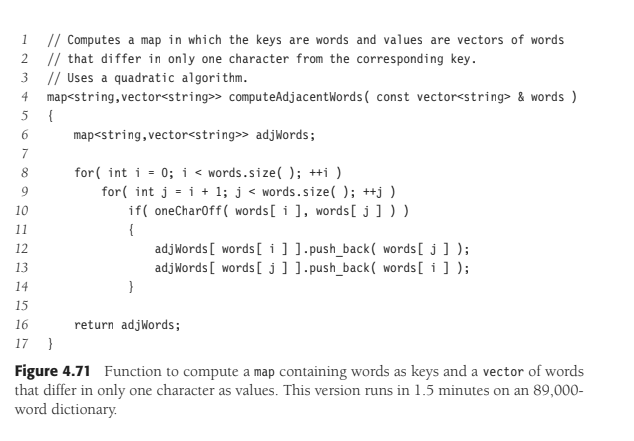 1 // Computes a map in which the keys are words and values are vectors of words
2 // that differ in only one character from the corresponding key.
3 // Uses a quadratic algorithm.
4 map<string,vector<string>> computeAdjacentWords( const vector<string> & words )
5 {
6     map<string,vector<string>> adjWords;
7
8     for( int i = 0; i < words.size( ); ++i )
9         for( int j = i + 1; j < words.size( ); ++j )
10             if( oneCharOff( words[ i ], words[ j ] ) )
11             {
12                 adjWords[ words[ i ] ].push_back( words[ j ] );
13                 adjWords[ words[ j ] ].push_back( words[ i ] );
14             }
15
16     return adjWords;
17 }
Figure 4.71 Function to compute a map containing words as keys and a vector of words
that differ in only one character as values. This version runs in 1.5 minutes on an 89,000-
word dictionary.